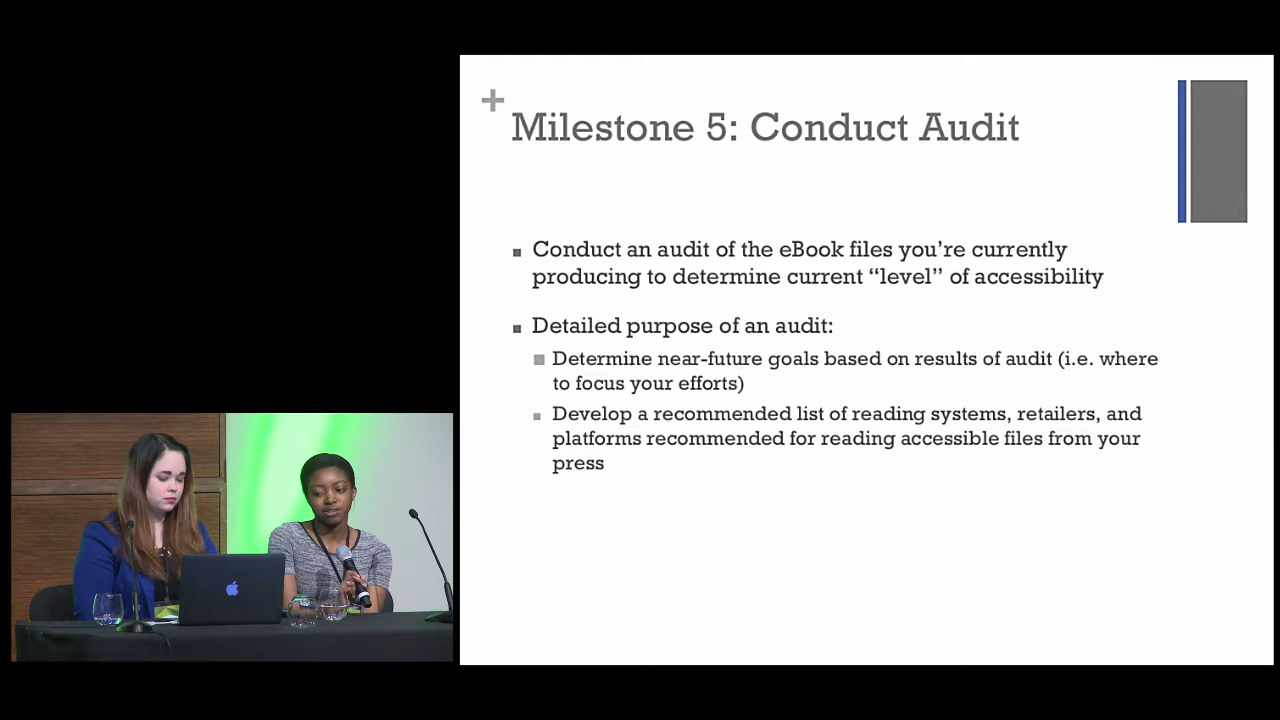 +
Milestone 5: Conduct Audit
Conduct an audit of the eBook files you’re currently
producing to determine current “level” of accessibility
Detailed purpose of an audit:
Determine near-future goals based on results of audit (i.e. where
to focus your efforts)
Develop a recommended list of reading systems, retailers, and
platforms recommended for reading accessible files from your
press